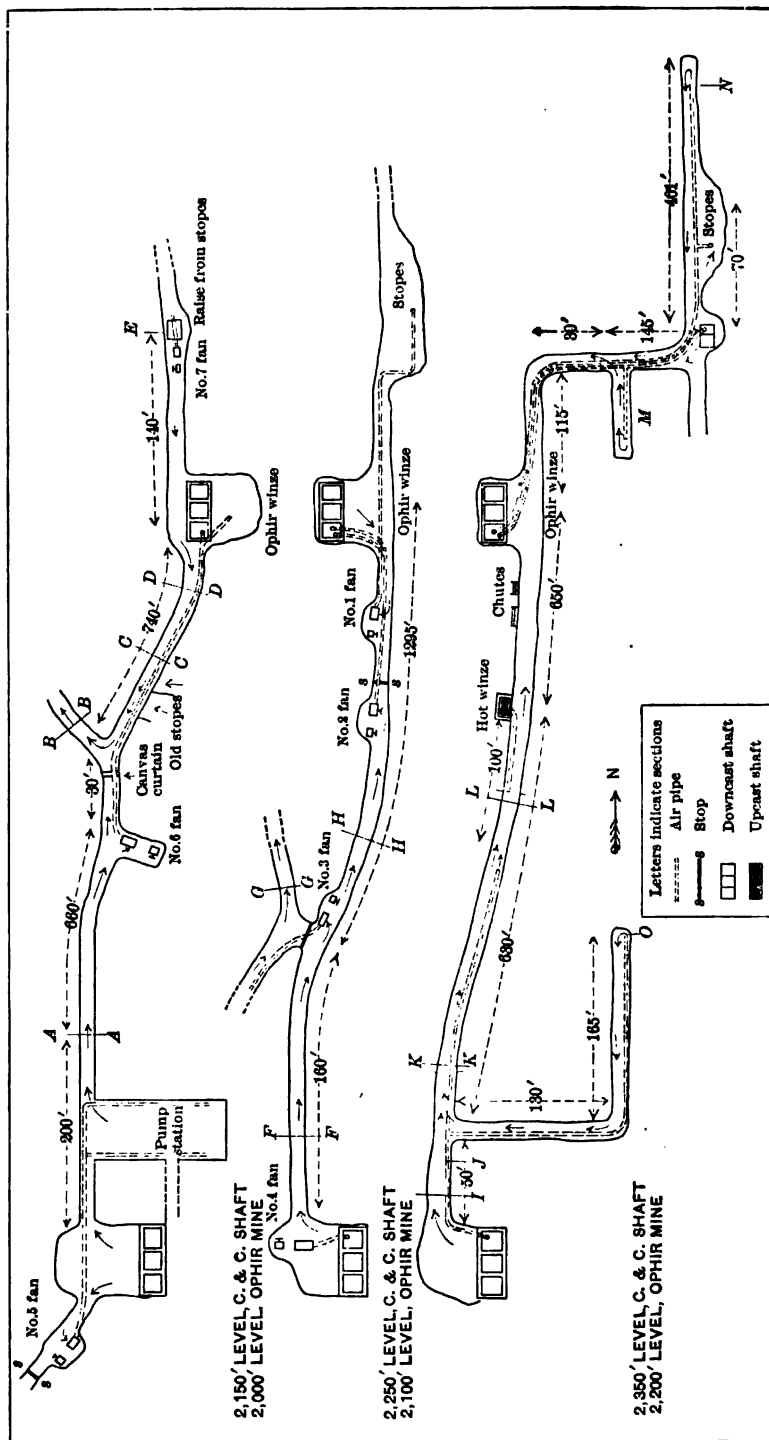 No.5 fan
s
s
200'
Pump
station
A
A
660'
No.6 fan
30'
Canvas
curtain
Old stopes
B
B
C
C
740'
D
D
Ophir winze
140'
E
No.7 fan
Raise from stopes
2,150' LEVEL, C. & C. SHAFT
2,000' LEVEL, OPHIR MINE
No.4 fan
F
F
160'
G
G
No.3 fan
H
H
No.2 fan
s
s
No.1 fan
1295'
Ophir winze
Stopes
2,250' LEVEL, C. & C. SHAFT
2,100' LEVEL, OPHIR MINE
I
J
50'
K
K
130'
165'
O
630'
L
L
100'
Hot winze
Chutes
650'
Ophir winze
115'
80'
145'
M
70'
Stopes
401'
N
2,350' LEVEL, C. & C. SHAFT
2,200' LEVEL, OPHIR MINE
N
Letters indicate sections
Air pipe
s s Stop
Downcast shaft
Upcast shaft